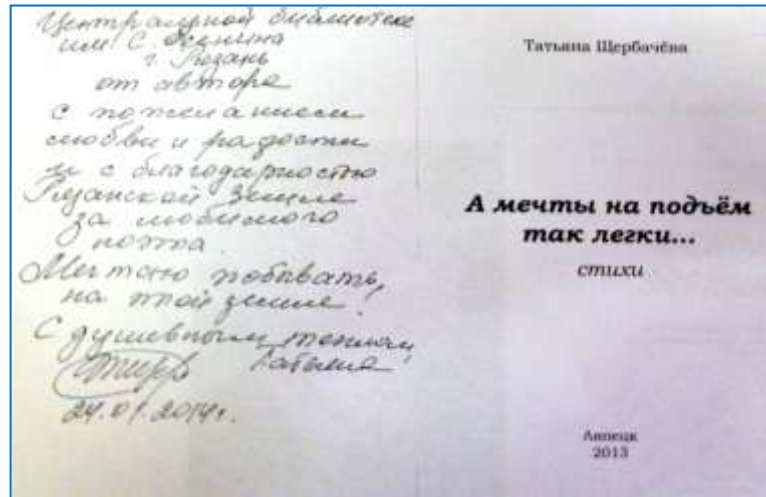 Центральной библиотеке
им С. Есенина
г. Рязань
от автора
с пожеланием
любви и радости
и с благодарностью
Рязанской земле
за любимого
поэта.
Мечтаю побывать
на этой земле!
С душевным теплом,
Татьяна
24.01.2014г.
Татьяна Щербачёва
А мечты на подъём
так легки...
стихи
Липецк
2013